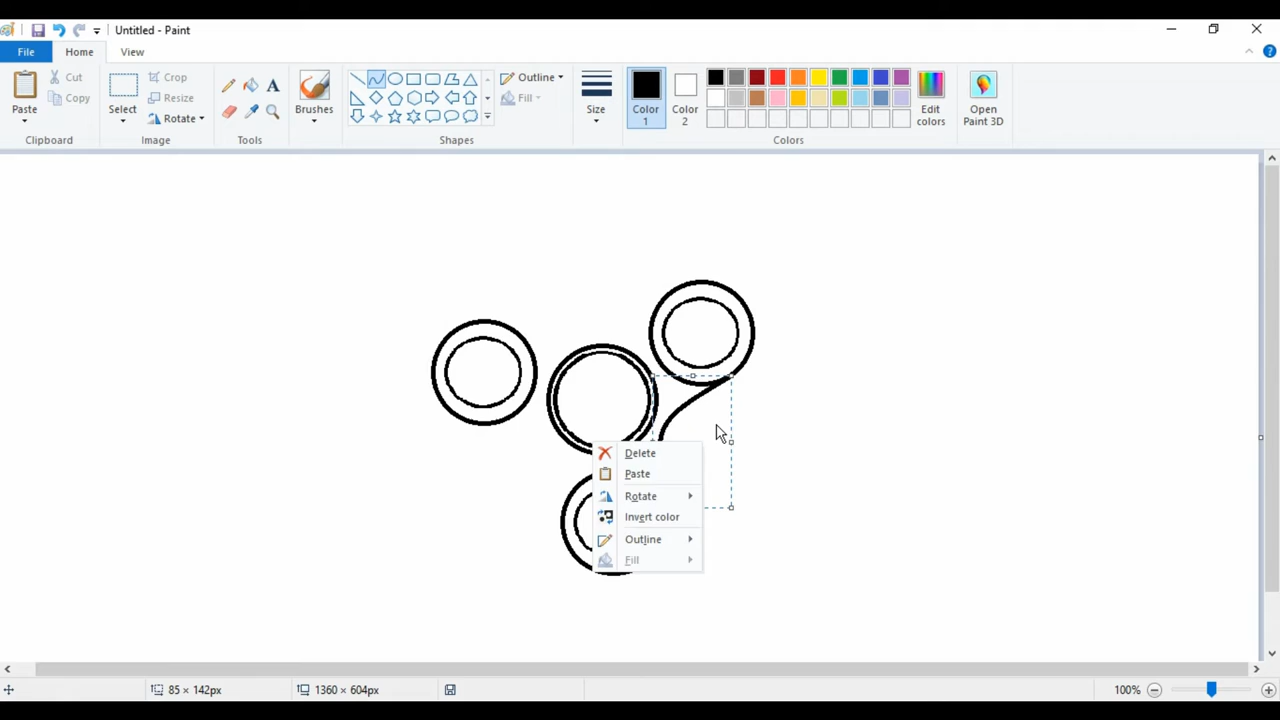 Untitled - Paint
File Home View
Paste
Cut
Copy
Clipboard
Select
Crop
Resize
Rotate
Image
A
Tools
Brushes
Outline
Fill
Shapes
Size
Color
1
Color
2
Edit
colors
Colors
Open
Paint 3D
Delete
Paste
Rotate
Invert color
Outline
Fill
85 × 142px
1360 × 604px
100%